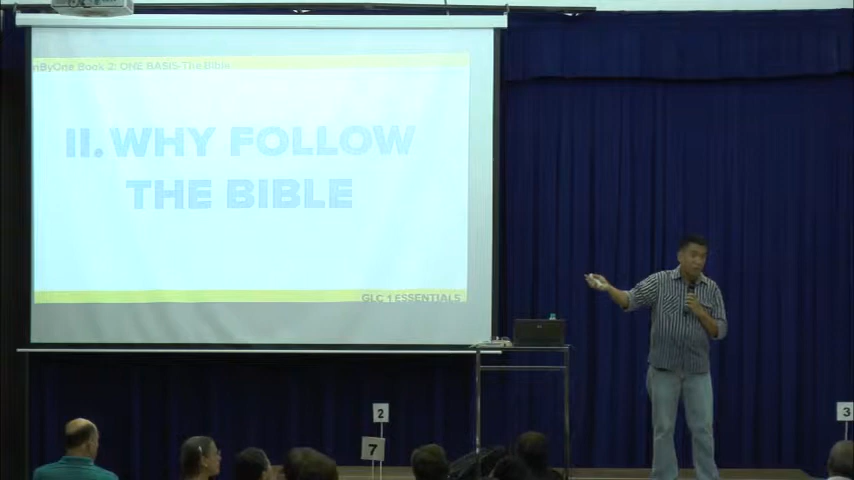 nByOne Book 2: ONE BASIS-The Bible
II. WHY FOLLOW
THE BIBLE
GLC 1 ESSENTIALS
2
7
3